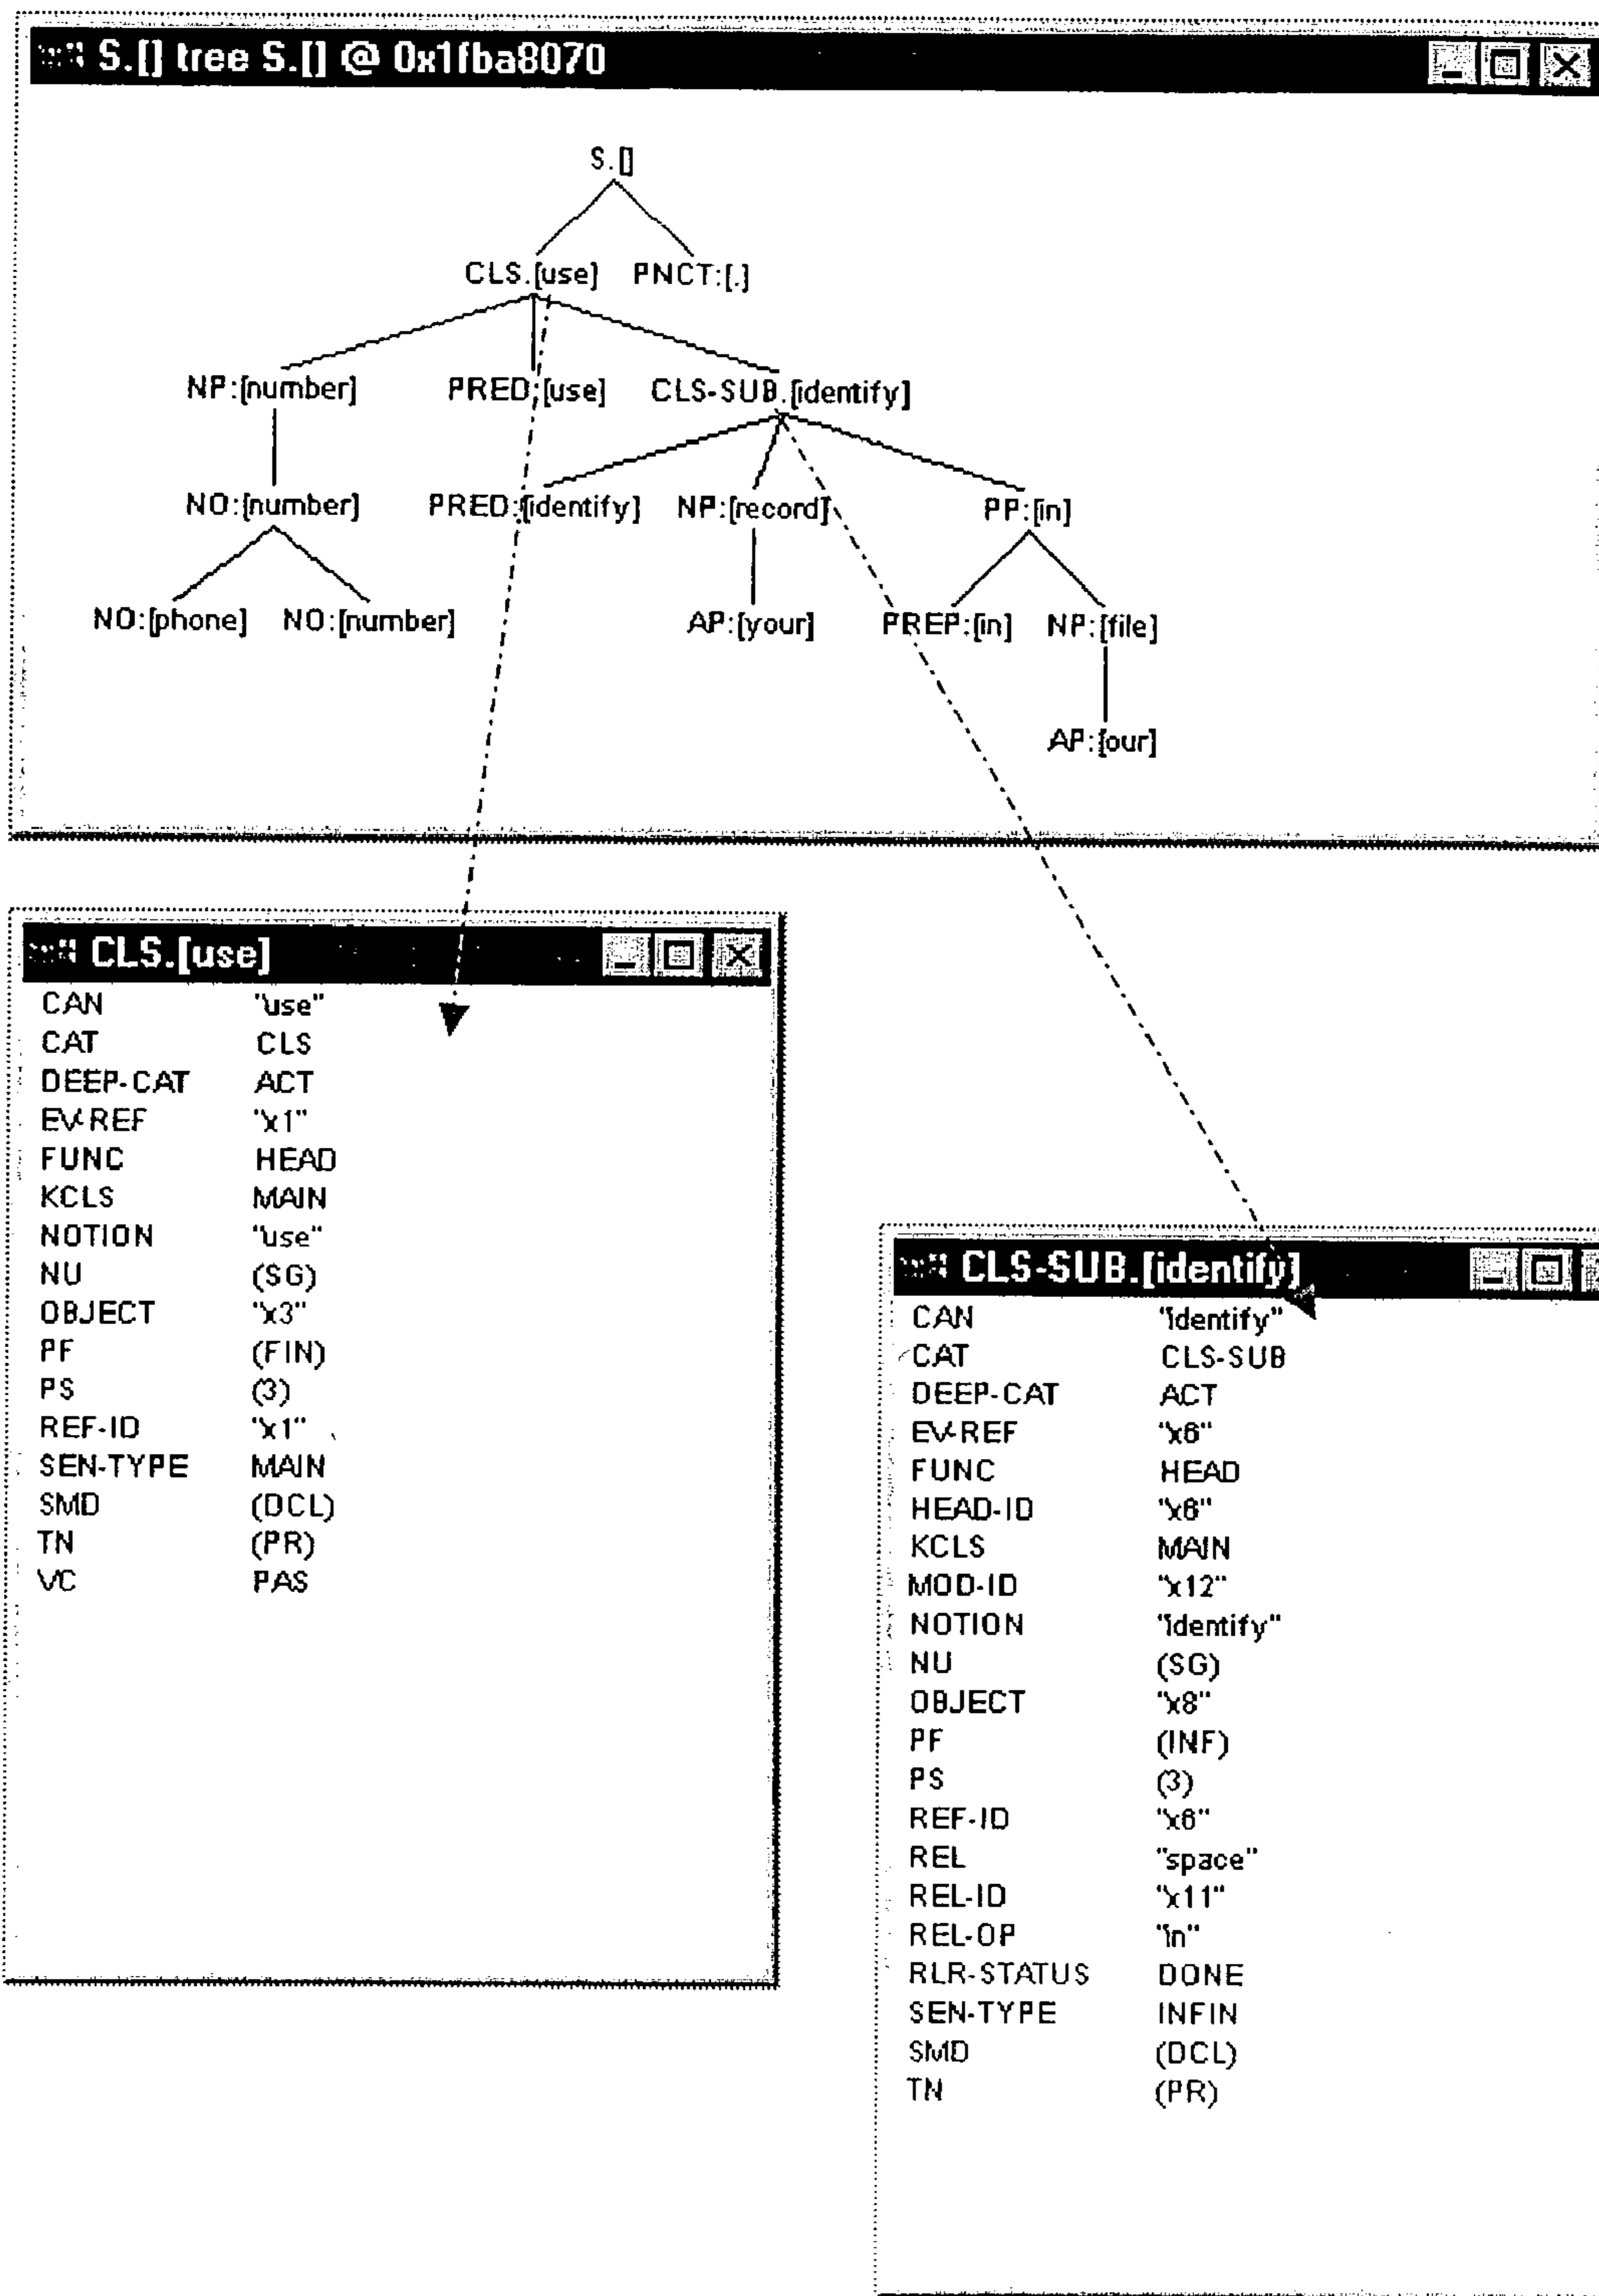 S.[] tree S.[] @ 0x1fba8070
S.[]
CLS.[use] PNCT:[.]
NP:[number] PRED:[use] CLS-SUB.[identify]
NO:[number] PRED:[identify] NP:[record] PP:[in]
NO:[phone] NO:[number] AP:[your] PREP:[in] NP:[file]
AP:[our]
CLS.[use]
CAN "use"
CAT CLS
DEEP-CAT ACT
EV-REF "x1"
FUNC HEAD
KCLS MAIN
NOTION "use"
NU (SG)
OBJECT "x3"
PF (FIN)
PS (3)
REF-ID "x1"
SEN-TYPE MAIN
SMD (DCL)
TN (PR)
VC PAS
CLS-SUB.[identify]
CAN "identify"
CAT CLS-SUB
DEEP-CAT ACT
EV-REF "x6"
FUNC HEAD
HEAD-ID "x6"
KCLS MAIN
MOD-ID "x12"
NOTION "identify"
NU (SG)
OBJECT "x8"
PF (INF)
PS (3)
REF-ID "x6"
REL "space"
REL-ID "x11"
REL-OP "in"
RLR-STATUS DONE
SEN-TYPE INFIN
SMD (DCL)
TN (PR)